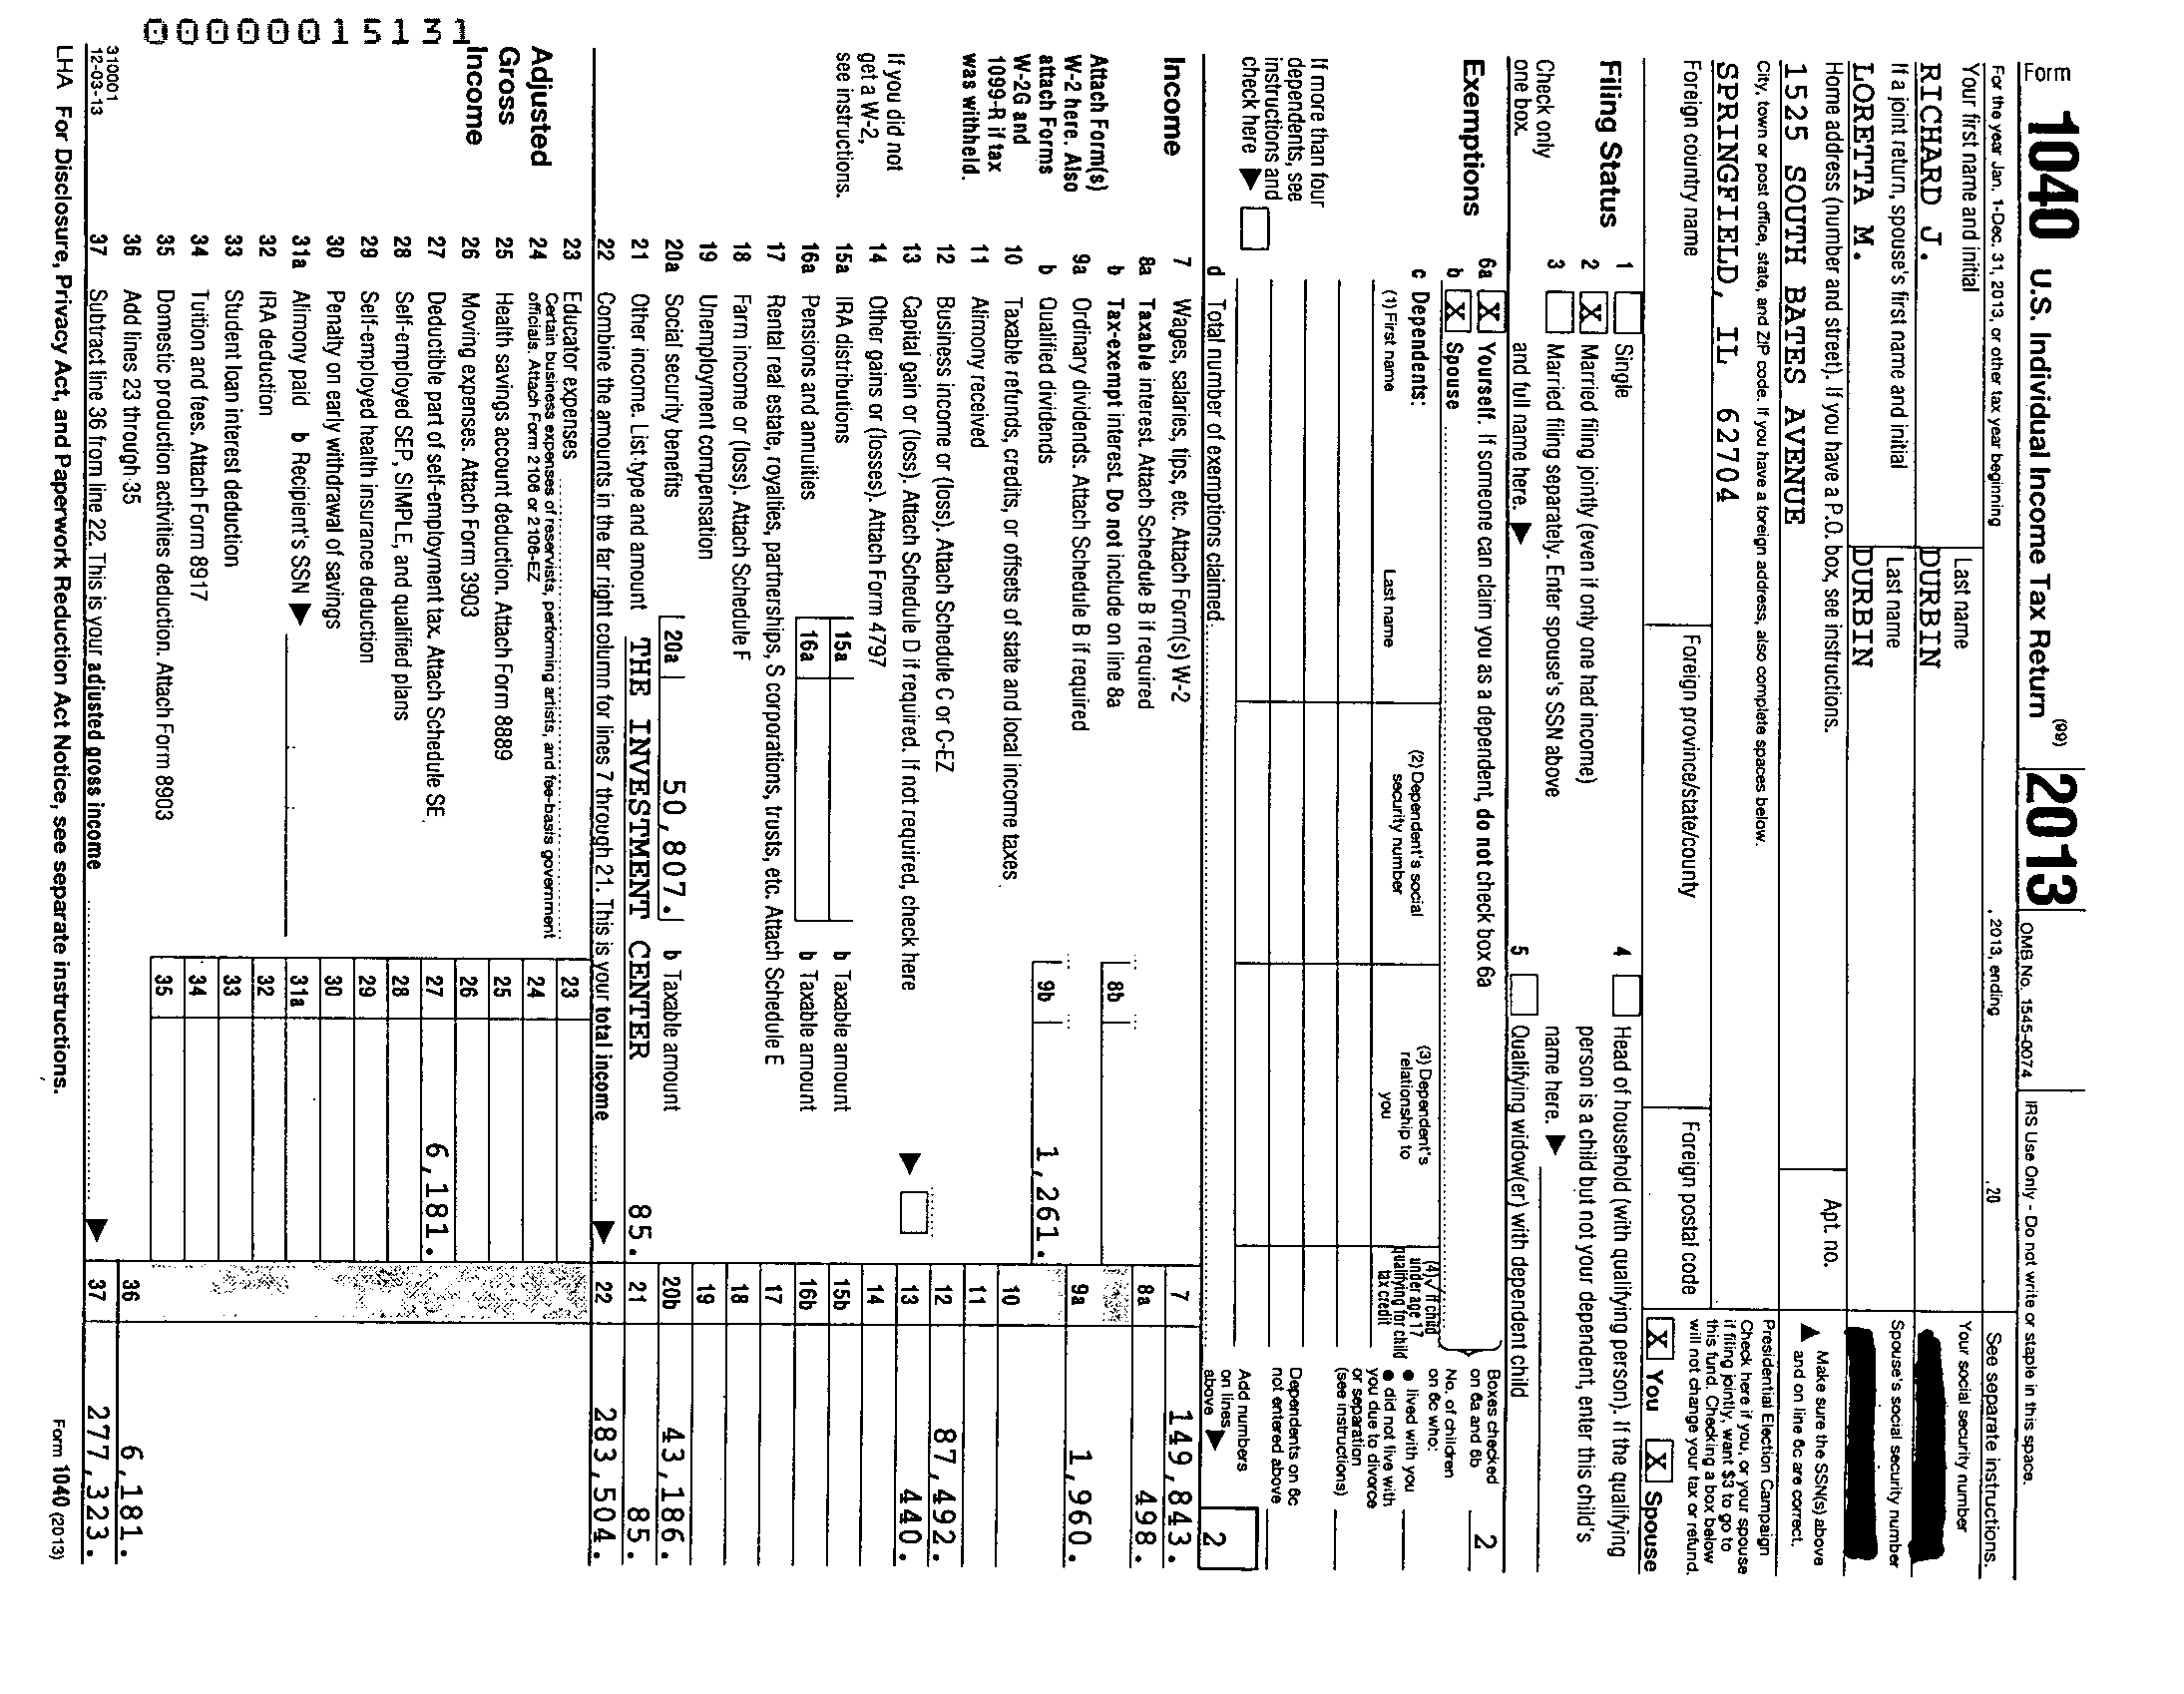 Form 1040 U.S. Individual Income Tax Return (99) 2013 OMB No. 1545-0074 IRS Use Only - Do not write or staple in this space.
For the year Jan. 1-Dec. 31, 2013, or other tax year beginning , 2013, ending , 20 See separate instructions.
Your first name and initial Last name Your social security number
RICHARD J. DURBIN
If a joint return, spouse's first name and initial Last name Spouse's social security number
LORETTA M. DURBIN
Home address (number and street). If you have a P.O. box, see instructions. Apt. no.
1525 SOUTH BATES AVENUE
▲ Make sure the SSN(s) above and on line 6c are correct.
City, town or post office, state, and ZIP code. If you have a foreign address, also complete spaces below.
SPRINGFIELD, IL 62704
Presidential Election Campaign
Check here if you, or your spouse
if filing jointly, want $3 to go to
this fund. Checking a box below
will not change your tax or refund.
X You X Spouse
Foreign country name Foreign province/state/county Foreign postal code
Filing Status
Check only
one box.
1 Single
2 X Married filing jointly (even if only one had income)
3 Married filing separately. Enter spouse's SSN above
and full name here. ▶
4 Head of household (with qualifying person). If the qualifying
person is a child but not your dependent, enter this child's
name here. ▶
5 Qualifying widow(er) with dependent child
Exemptions
6a X Yourself. If someone can claim you as a dependent, do not check box 6a
b X Spouse
Boxes checked
on 6a and 6b 2
c Dependents:
(1) First name Last name
(2) Dependent's social
security number
(3) Dependent's
relationship to
you
(4) √ if child
under age 17
qualifying for child
tax credit
No. of children
on 6c who:
● lived with you
● did not live with
you due to divorce
or separation
(see instructions)
Dependents on 6c
not entered above
If more than four
dependents, see
instructions and
check here ▶
d Total number of exemptions claimed
Add numbers
on lines
above ▶ 2
Income
Attach Form(s)
W-2 here. Also
attach Forms
W-2G and
1099-R if tax
was withheld.
If you did not
get a W-2,
see instructions.
7 Wages, salaries, tips, etc. Attach Form(s) W-2 7 149,843.
8a Taxable interest. Attach Schedule B if required 8a 498.
b Tax-exempt interest. Do not include on line 8a 8b
9a Ordinary dividends. Attach Schedule B if required 9a 1,960.
b Qualified dividends 9b 1,261.
10 Taxable refunds, credits, or offsets of state and local income taxes 10
11 Alimony received 11
12 Business income or (loss). Attach Schedule C or C-EZ 12 87,492.
13 Capital gain or (loss). Attach Schedule D if required. If not required, check here ▶ 13 440.
14 Other gains or (losses). Attach Form 4797 14
15a IRA distributions 15a b Taxable amount 15b
16a Pensions and annuities 16a b Taxable amount 16b
17 Rental real estate, royalties, partnerships, S corporations, trusts, etc. Attach Schedule E 17
18 Farm income or (loss). Attach Schedule F 18
19 Unemployment compensation 19
20a Social security benefits 20a 50,807. b Taxable amount 20b 43,186.
21 Other income. List type and amount THE INVESTMENT CENTER 85. 21 85.
22 Combine the amounts in the far right column for lines 7 through 21. This is your total income ▶ 22 283,504.
Adjusted
Gross
Income
23 Educator expenses 23
24 Certain business expenses of reservists, performing artists, and fee-basis government
officials. Attach Form 2106 or 2106-EZ 24
25 Health savings account deduction. Attach Form 8889 25
26 Moving expenses. Attach Form 3903 26
27 Deductible part of self-employment tax. Attach Schedule SE 27 6,181.
28 Self-employed SEP, SIMPLE, and qualified plans 28
29 Self-employed health insurance deduction 29
30 Penalty on early withdrawal of savings 30
31a Alimony paid b Recipient's SSN ▶ 31a
32 IRA deduction 32
33 Student loan interest deduction 33
34 Tuition and fees. Attach Form 8917 34
35 Domestic production activities deduction. Attach Form 8903 35
36 Add lines 23 through 35 36 6,181.
37 Subtract line 36 from line 22. This is your adjusted gross income ▶ 37 277,323.
310001
12-03-13
LHA For Disclosure, Privacy Act, and Paperwork Reduction Act Notice, see separate instructions. Form 1040 (2013)
00000015131